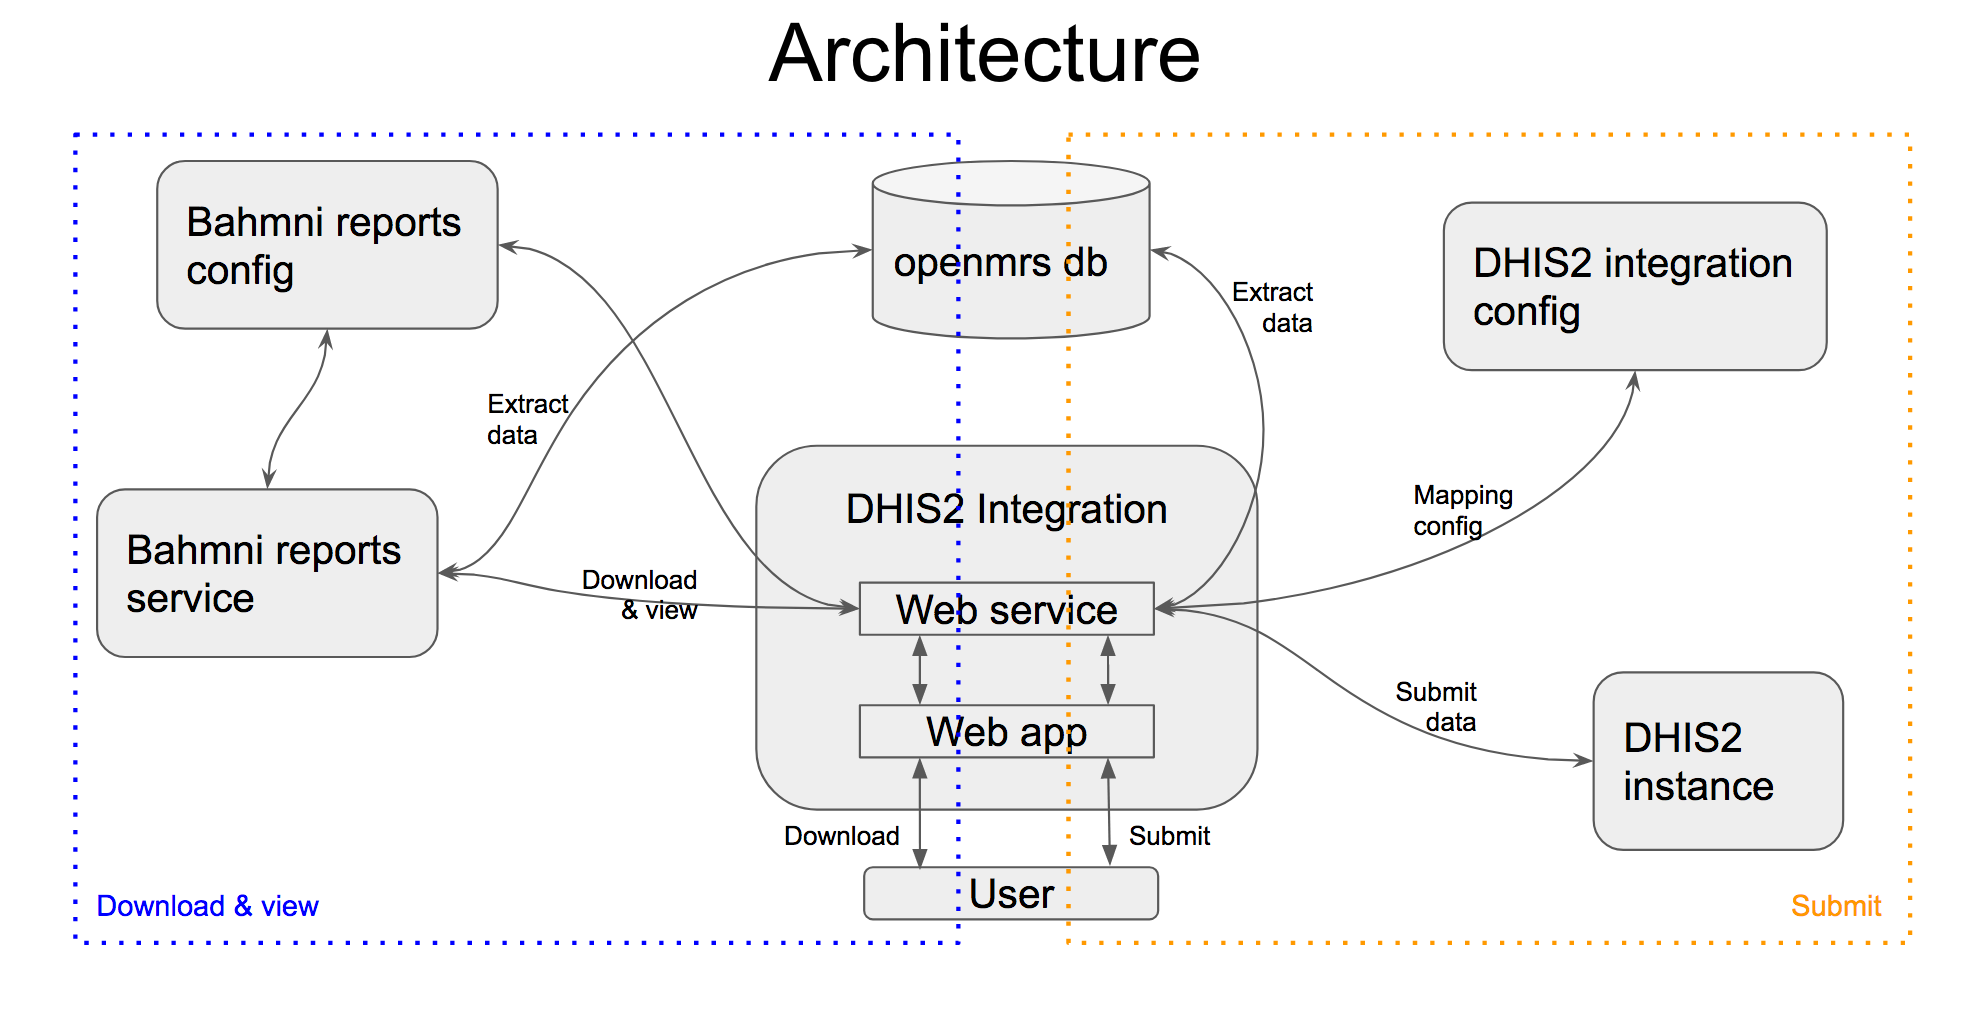 Architecture
Bahmni reports
config
openmrs db
DHIS2 integration
config
Extract
data
Extract
data
Mapping
config
DHIS2 Integration
Bahmni reports
service
Download
& view
Web service
Submit
data
Web app
DHIS2
instance
Download
Submit
User
Download & view
Submit